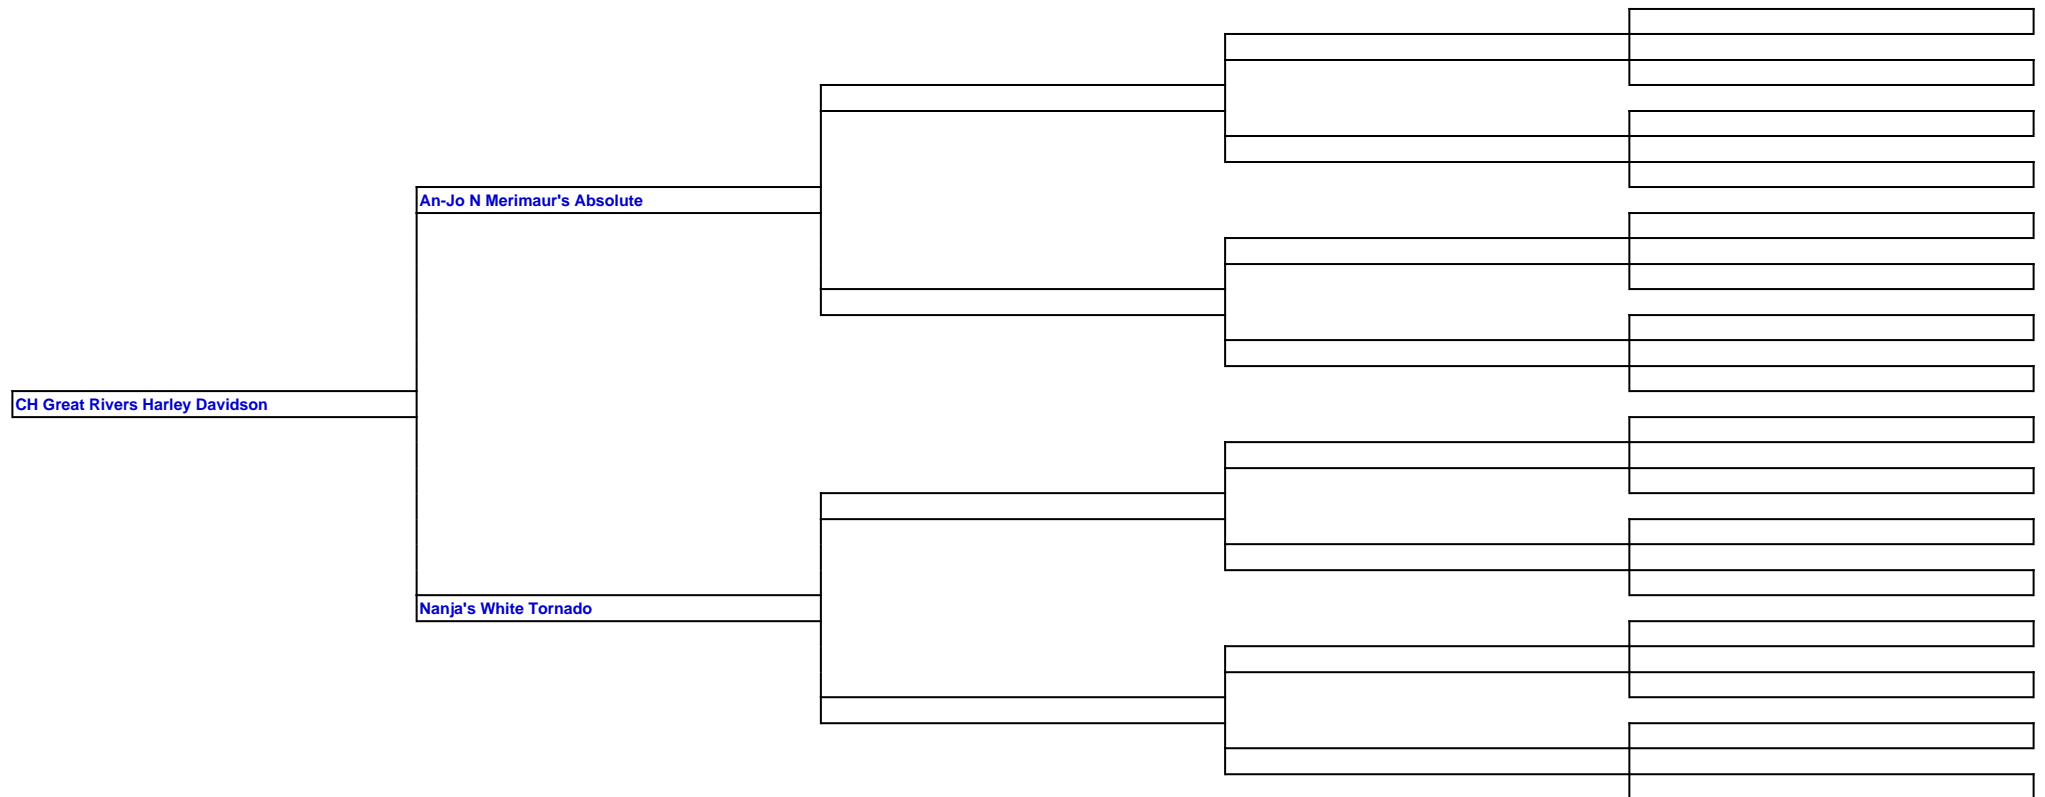 An-Jo N Merimaur's Absolute
CH Great Rivers Harley Davidson
Nanja's White Tornado